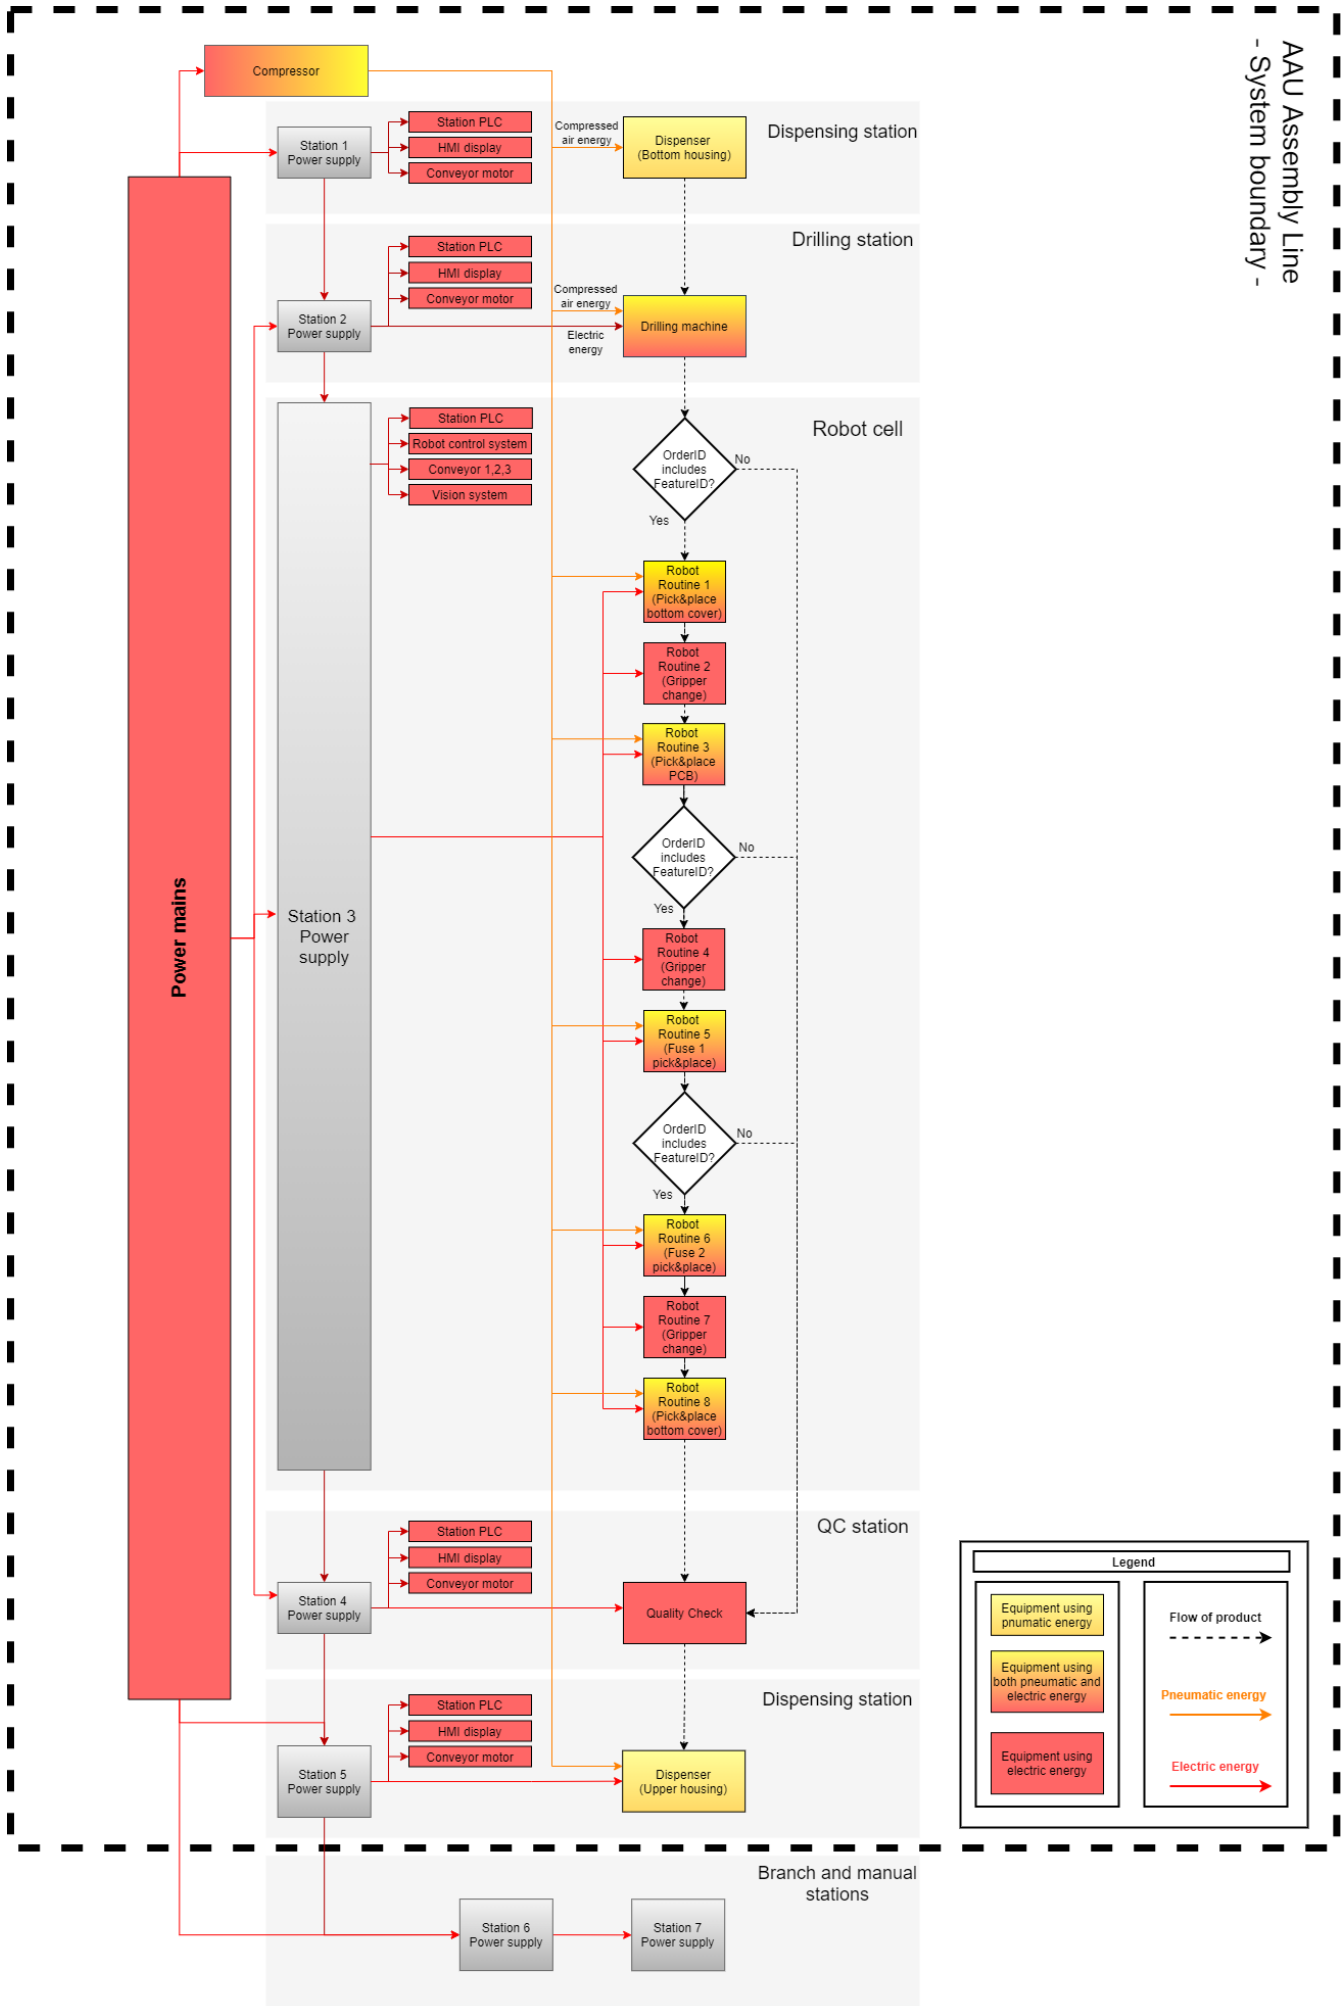 AAU Assembly Line
- System boundary -
Compressor
Power mains
Dispensing station
Station 1
Power supply
Station PLC
HMI display
Conveyor motor
Compressed
air energy
Dispenser
(Bottom housing)
Drilling station
Station 2
Power supply
Station PLC
HMI display
Conveyor motor
Compressed
air energy
Electric
energy
Drilling machine
Robot cell
Station 3
Power
supply
Station PLC
Robot control system
Conveyor 1,2,3
Vision system
OrderID
includes
FeatureID?
No
Yes
Robot
Routine 1
(Pick&place
bottom cover)
Robot
Routine 2
(Gripper
change)
Robot
Routine 3
(Pick&place
PCB)
OrderID
includes
FeatureID?
No
Yes
Robot
Routine 4
(Gripper
change)
Robot
Routine 5
(Fuse 1
pick&place)
OrderID
includes
FeatureID?
No
Yes
Robot
Routine 6
(Fuse 2
pick&place)
Robot
Routine 7
(Gripper
change)
Robot
Routine 8
(Pick&place
bottom cover)
QC station
Station 4
Power supply
Station PLC
HMI display
Conveyor motor
Quality Check
Dispensing station
Station 5
Power supply
Station PLC
HMI display
Conveyor motor
Dispenser
(Upper housing)
Branch and manual
stations
Station 6
Power supply
Station 7
Power supply
Legend
Equipment using
pnumatic energy
Equipment using
both pneumatic and
electric energy
Equipment using
electric energy
Flow of product
Pneumatic energy
Electric energy